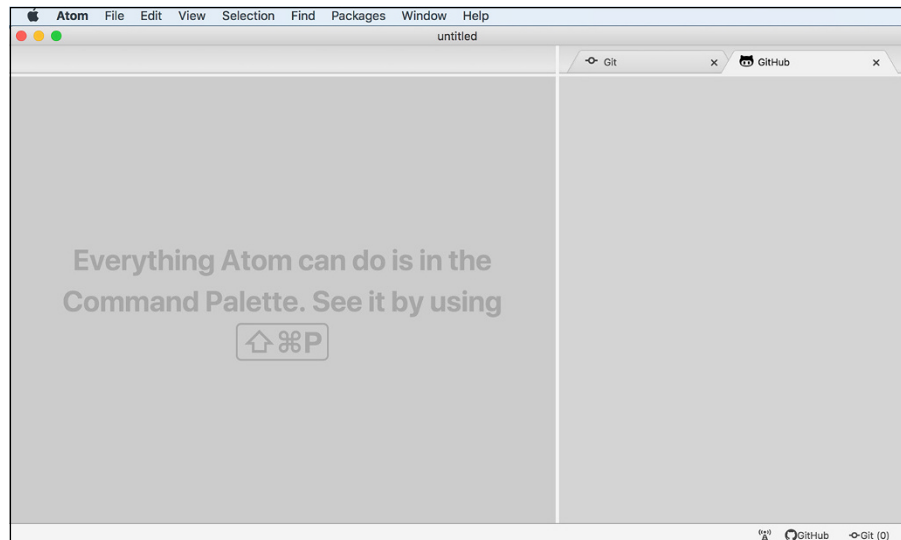 Atom File Edit View Selection Find Packages Window Help
untitled
Git × GitHub ×
Everything Atom can do is in the
Command Palette. See it by using
⇧⌘P
GitHub Git (0)